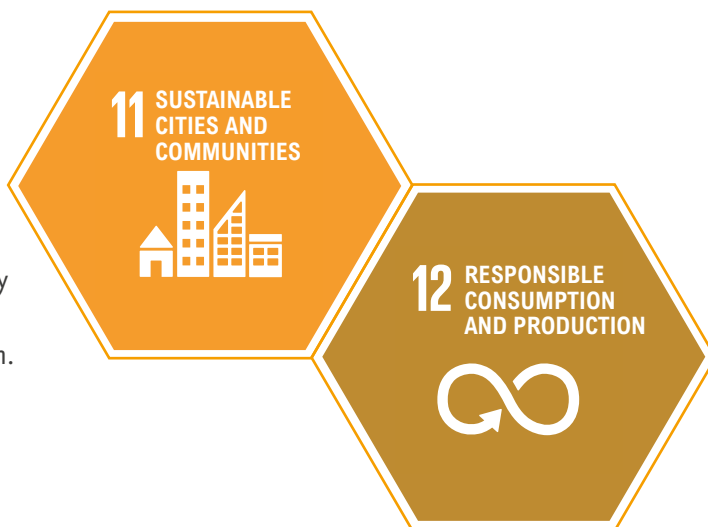 11 SUSTAINABLE
CITIES AND
COMMUNITIES
y
n.
12 RESPONSIBLE
CONSUMPTION
AND PRODUCTION